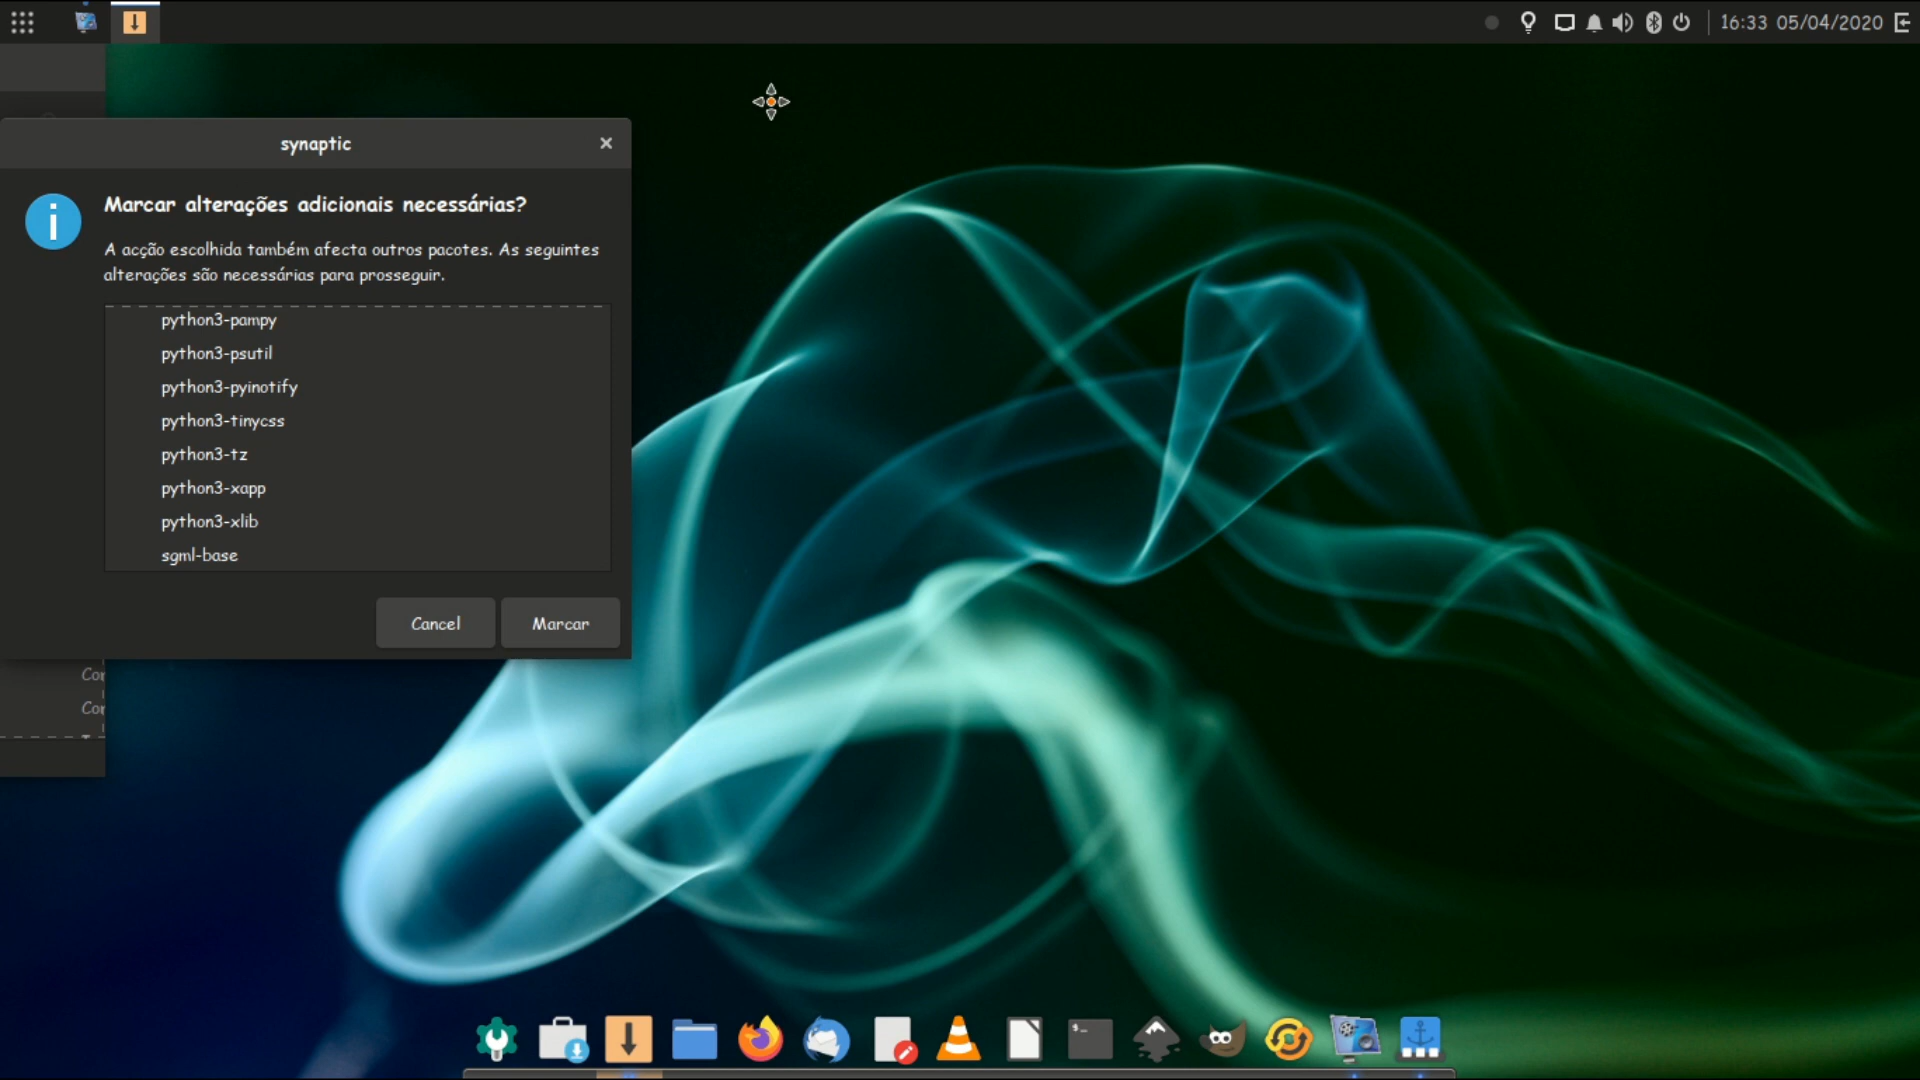 16:33 05/04/2020
synaptic
Marcar alterações adicionais necessárias?
A acção escolhida também afecta outros pacotes. As seguintes
alterações são necessárias para prosseguir.
python3-pampy
python3-psutil
python3-pyinotify
python3-tinycss
python3-tz
python3-xapp
python3-xlib
sgml-base
Cancel
Marcar
Cor
Cor